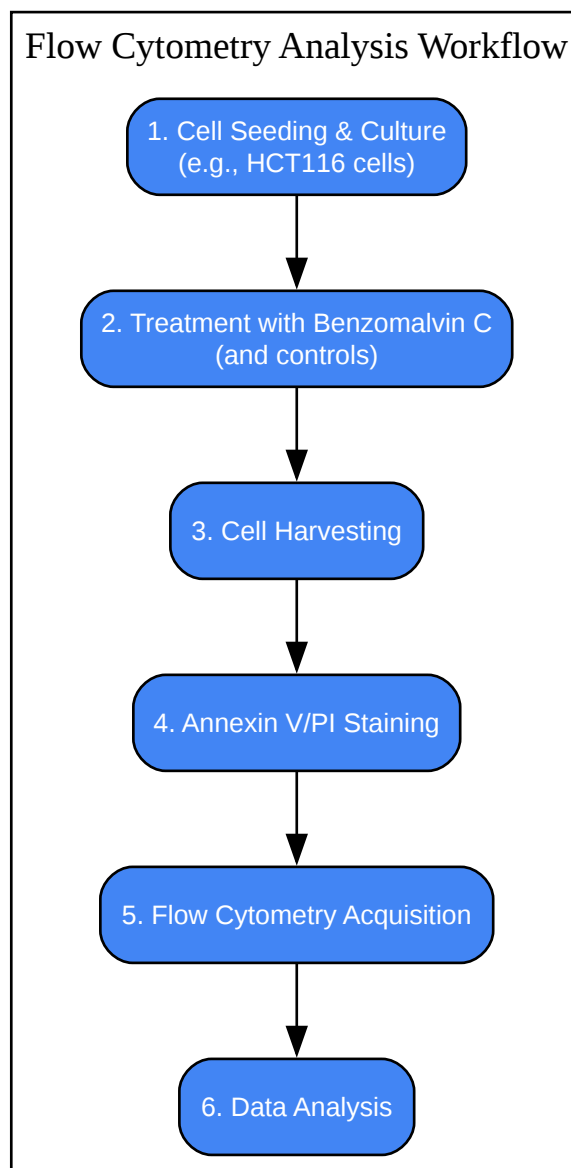 Flow Cytometry Analysis Workflow
1. Cell Seeding & Culture
(e.g., HCT116 cells)
2. Treatment with Benzomalvin C
(and controls)
3. Cell Harvesting
4. Annexin V/PI Staining
5. Flow Cytometry Acquisition
6. Data Analysis